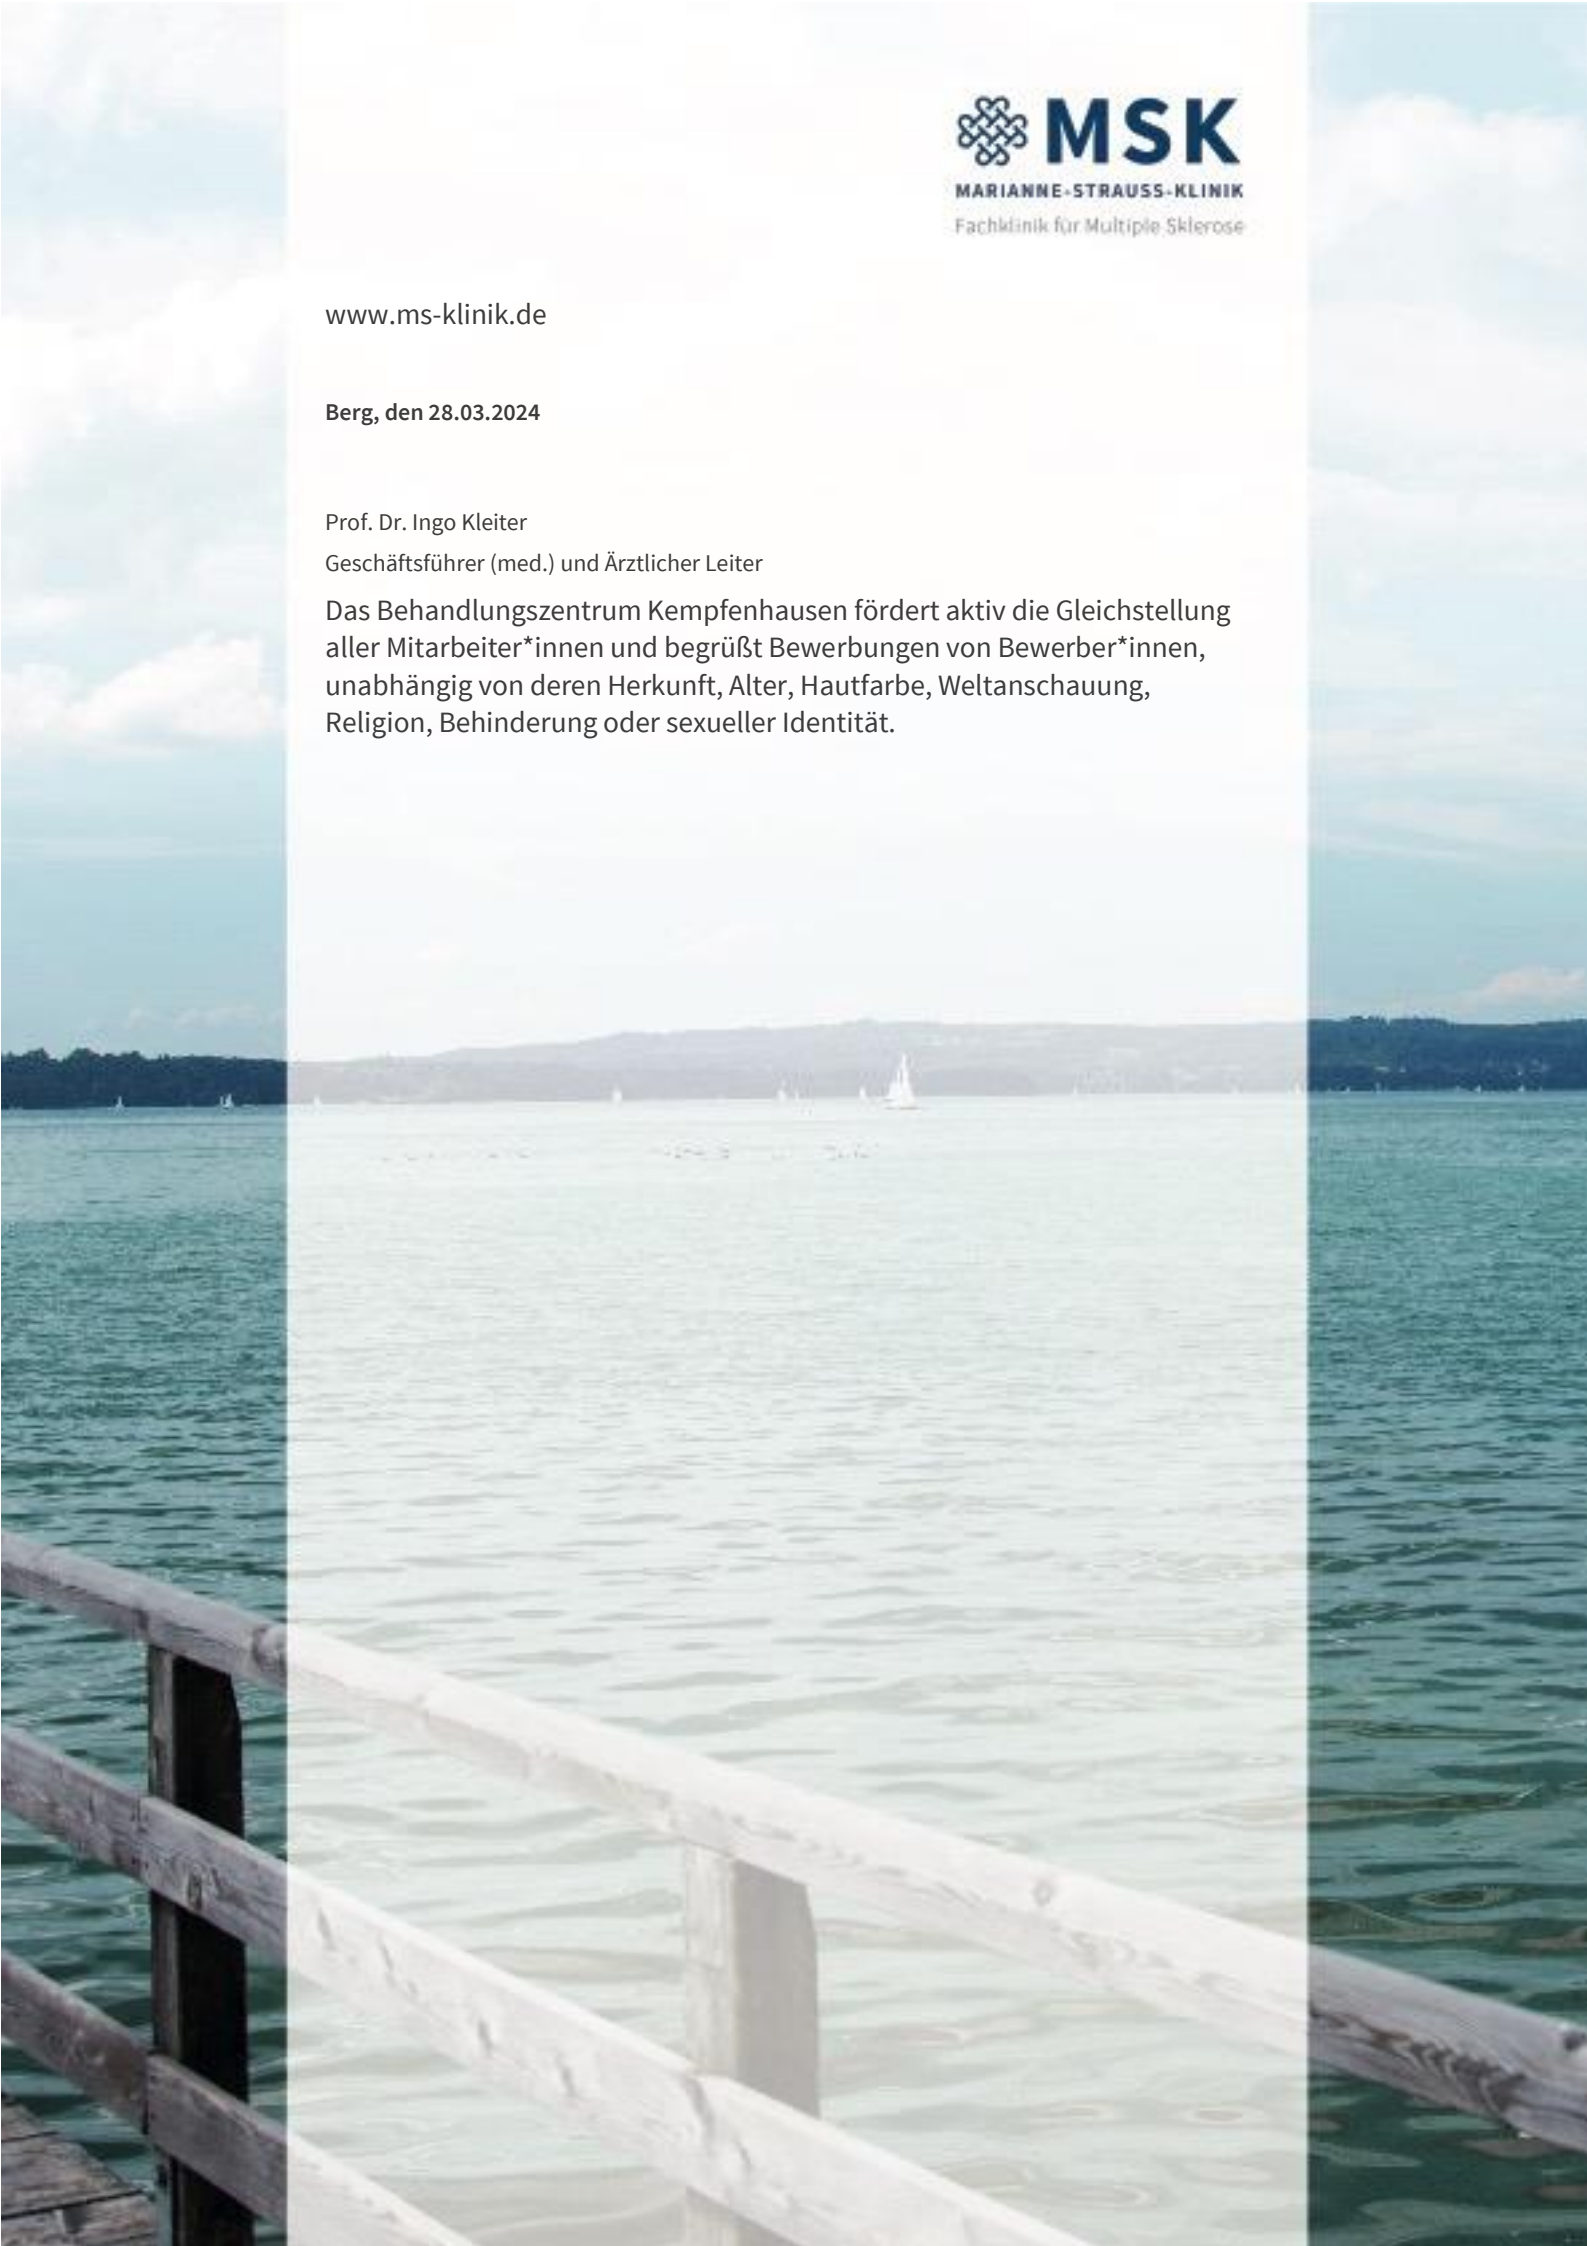 MSK
MARIANNE-STRAUSS-KLINIK
Fachklinik für Multiple Sklerose
www.ms-klinik.de
Berg, den 28.03.2024
Prof. Dr. Ingo Kleiter
Geschäftsführer (med.) und Ärztlicher Leiter
Das Behandlungszentrum Kempfenhausen fördert aktiv die Gleichstellung
aller Mitarbeiter*innen und begrüßt Bewerbungen von Bewerber*innen,
unabhängig von deren Herkunft, Alter, Hautfarbe, Weltanschauung,
Religion, Behinderung oder sexueller Identität.